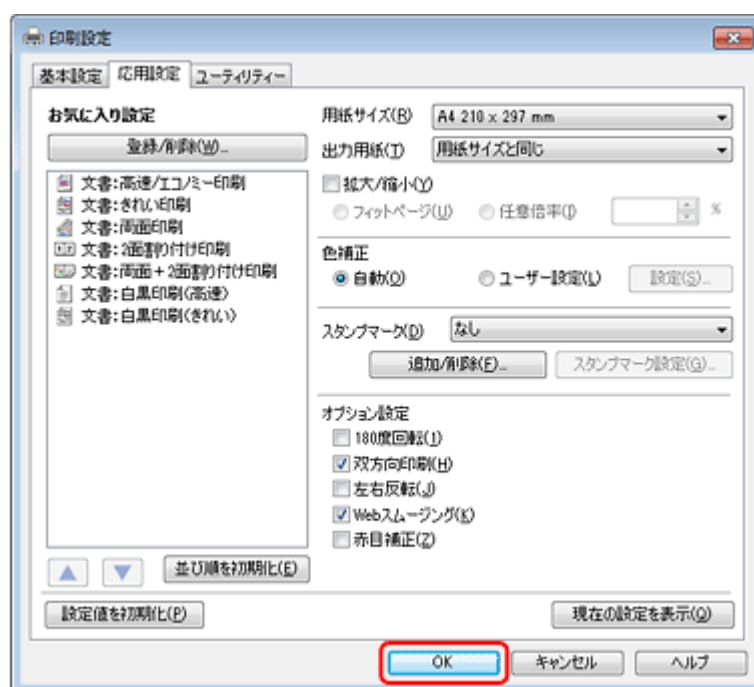 印刷設定
基本設定 応用設定 ユーティリティー
お気に入り設定
登録/削除(W)...
文書:高速/エコノミー印刷
文書:きれい印刷
文書:両面印刷
文書:2面割り付け印刷
文書:両面+2面割り付け印刷
文書:白黒印刷(高速)
文書:白黒印刷(きれい)
並び順を初期化(E)
用紙サイズ(R) A4 210 x 297 mm
出力用紙(T) 用紙サイズと同じ
拡大/縮小(Y)
フィットページ(U) 任意倍率(I) %
色補正
自動(O) ユーザー設定(L) 設定(S)...
スタンプマーク(D) なし
追加/削除(F)... スタンプマーク設定(G)...
オプション設定
180度回転(1)
双方向印刷(H)
左右反転(J)
Webスムージング(K)
赤目補正(Z)
設定値を初期化(P) 現在の設定を表示(Q)
OK キャンセル ヘルプ